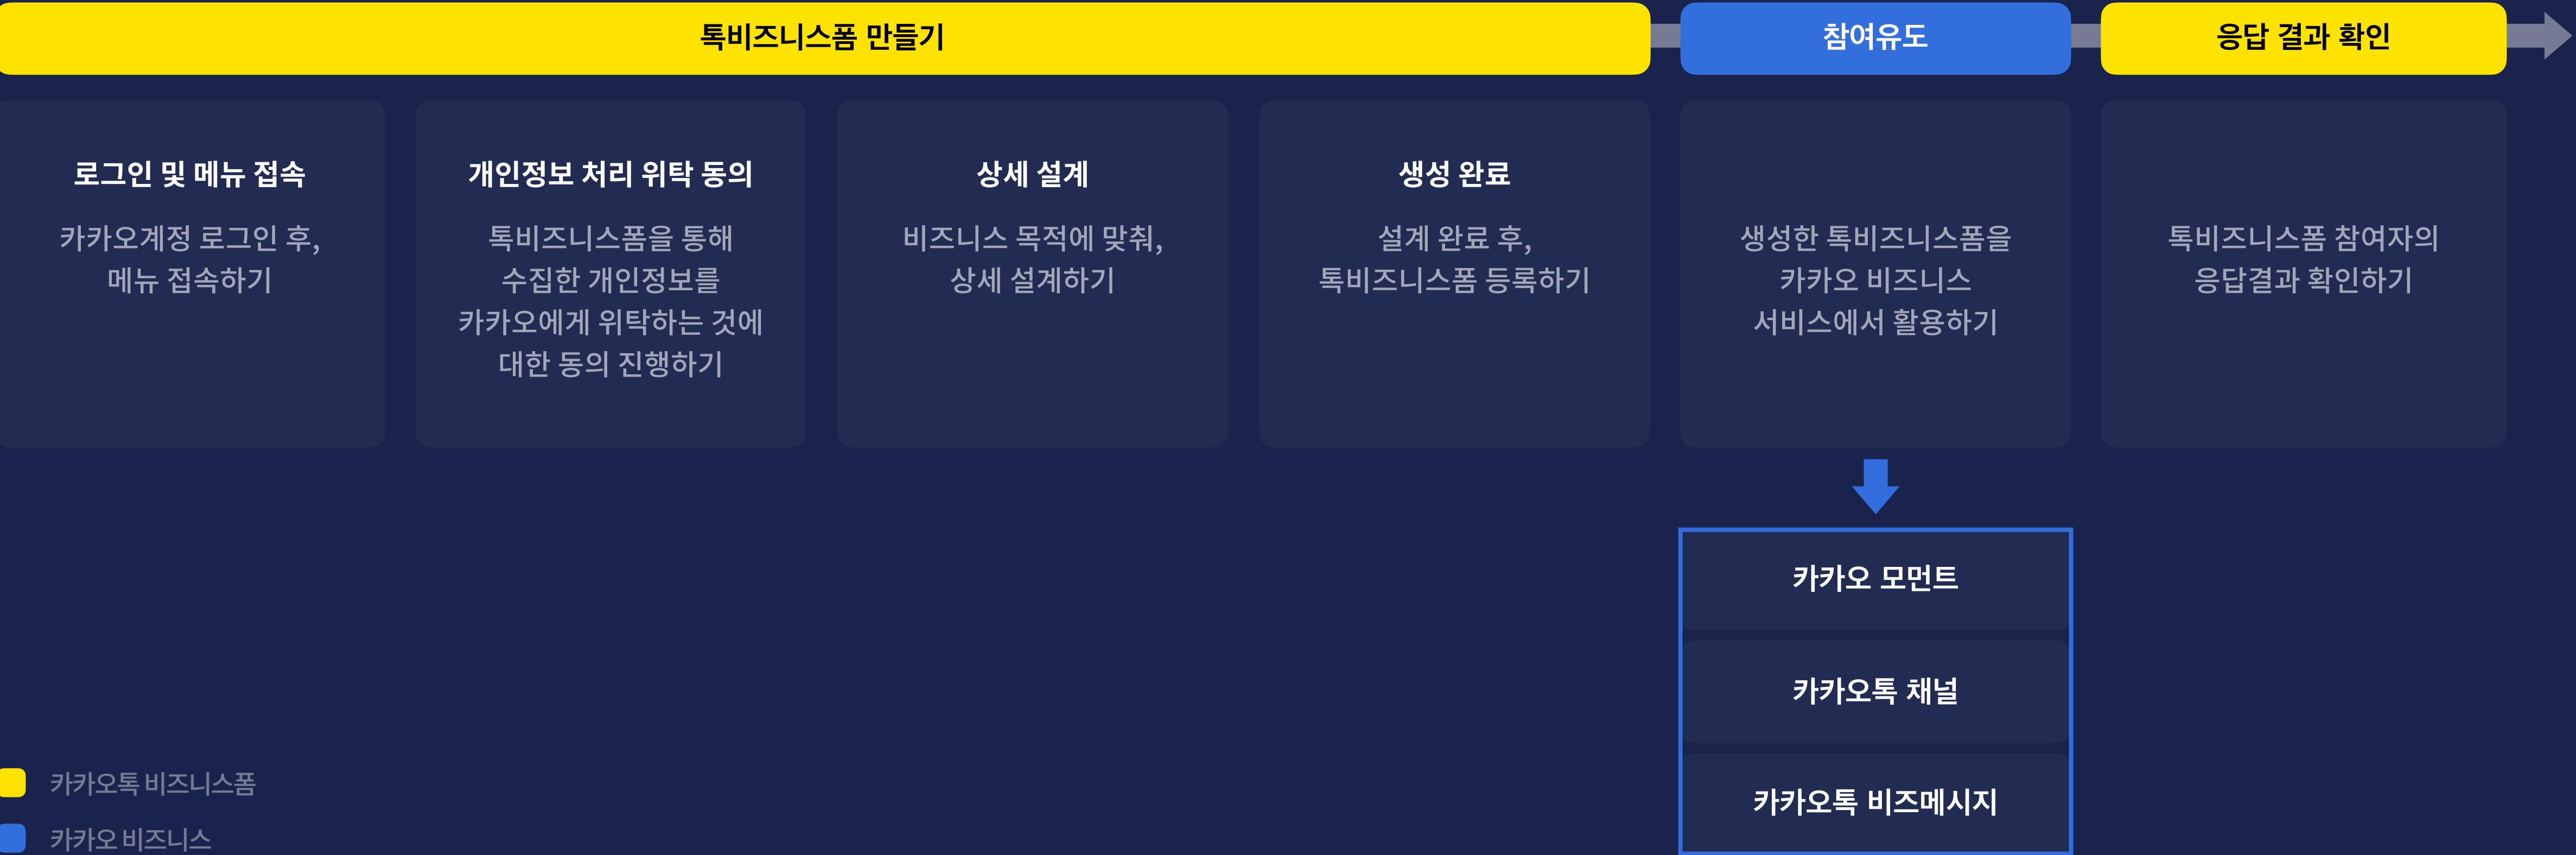 톡비즈니스폼 만들기
참여유도
응답 결과 확인
로그인 및 메뉴 접속
카카오계정 로그인 후,
메뉴 접속하기
개인정보 처리 위탁 동의
톡비즈니스폼을 통해
수집한 개인정보를
카카오에게 위탁하는 것에
대한 동의 진행하기
상세 설계
비즈니스 목적에 맞춰,
상세 설계하기
생성 완료
설계 완료 후,
톡비즈니스폼 등록하기
생성한 톡비즈니스폼을
카카오 비즈니스
서비스에서 활용하기
톡비즈니스폼 참여자의
응답결과 확인하기
카카오 모먼트
카카오톡 채널
카카오톡 비즈메시지
카카오톡 비즈니스폼
카카오 비즈니스